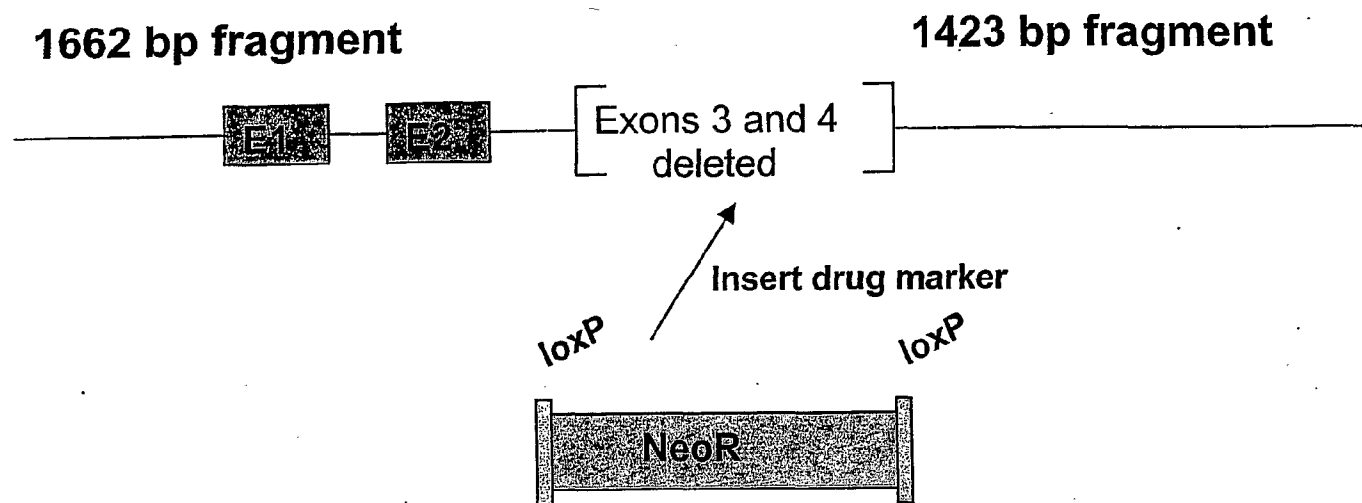 1662 bp fragment
1423 bp fragment
E1
E2
Exons 3 and 4
deleted
Insert drug marker
loxP
loxP
NeoR